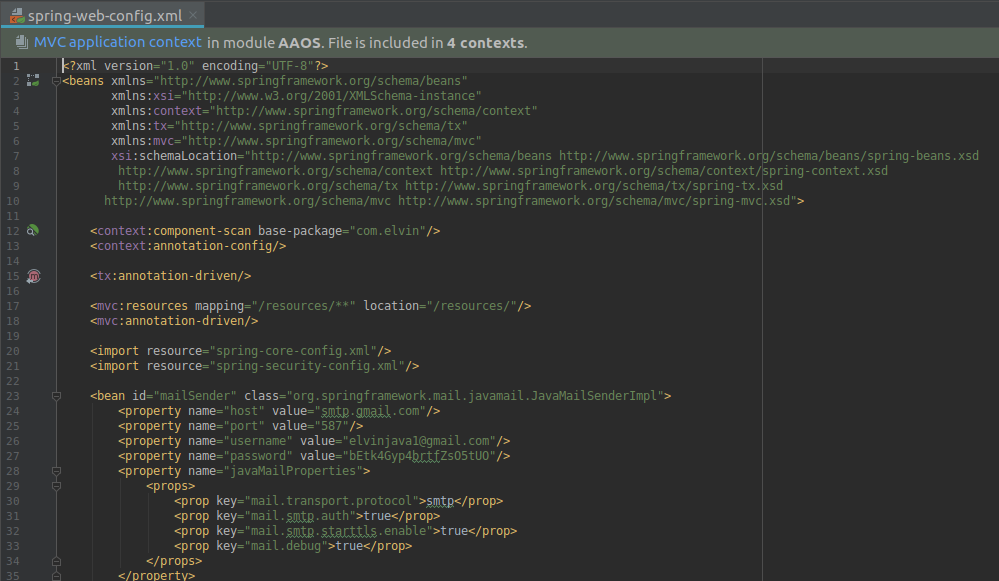 spring-web-config.xml
MVC application context in module AAOS. File is included in 4 contexts.
1 <?xml version="1.0" encoding="UTF-8"?>
2 <beans xmlns="http://www.springframework.org/schema/beans"
3 xmlns:xsi="http://www.w3.org/2001/XMLSchema-instance"
4 xmlns:context="http://www.springframework.org/schema/context"
5 xmlns:tx="http://www.springframework.org/schema/tx"
6 xmlns:mvc="http://www.springframework.org/schema/mvc"
7 xsi:schemaLocation="http://www.springframework.org/schema/beans http://www.springframework.org/schema/beans/spring-beans.xsd
8 http://www.springframework.org/schema/context http://www.springframework.org/schema/context/spring-context.xsd
9 http://www.springframework.org/schema/tx http://www.springframework.org/schema/tx/spring-tx.xsd
10 http://www.springframework.org/schema/mvc http://www.springframework.org/schema/mvc/spring-mvc.xsd">
11
12 <context:component-scan base-package="com.elvin"/>
13 <context:annotation-config/>
14
15 <tx:annotation-driven/>
16
17 <mvc:resources mapping="/resources/**" location="/resources/"/>
18 <mvc:annotation-driven/>
19
20 <import resource="spring-core-config.xml"/>
21 <import resource="spring-security-config.xml"/>
22
23 <bean id="mailSender" class="org.springframework.mail.javamail.JavaMailSenderImpl">
24 <property name="host" value="smtp.gmail.com"/>
25 <property name="port" value="587"/>
26 <property name="username" value="elvinjava1@gmail.com"/>
27 <property name="password" value="bEtk4Gyp4brtfZsO5tUO"/>
28 <property name="javaMailProperties">
29 <props>
30 <prop key="mail.transport.protocol">smtp</prop>
31 <prop key="mail.smtp.auth">true</prop>
32 <prop key="mail.smtp.starttls.enable">true</prop>
33 <prop key="mail.debug">true</prop>
34 </props>
35 </property>